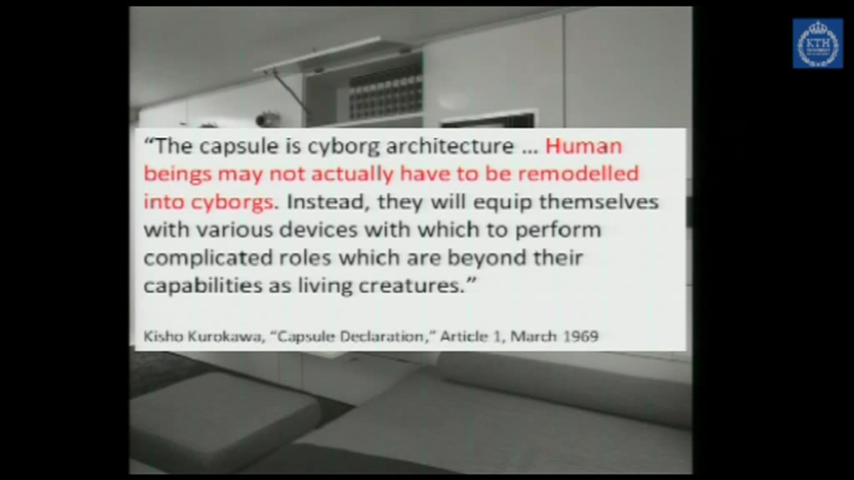 KTH
“The capsule is cyborg architecture ... Human
beings may not actually have to be remodelled
into cyborgs. Instead, they will equip themselves
with various devices with which to perform
complicated roles which are beyond their
capabilities as living creatures.”
Kisho Kurokawa, “Capsule Declaration,” Article 1, March 1969